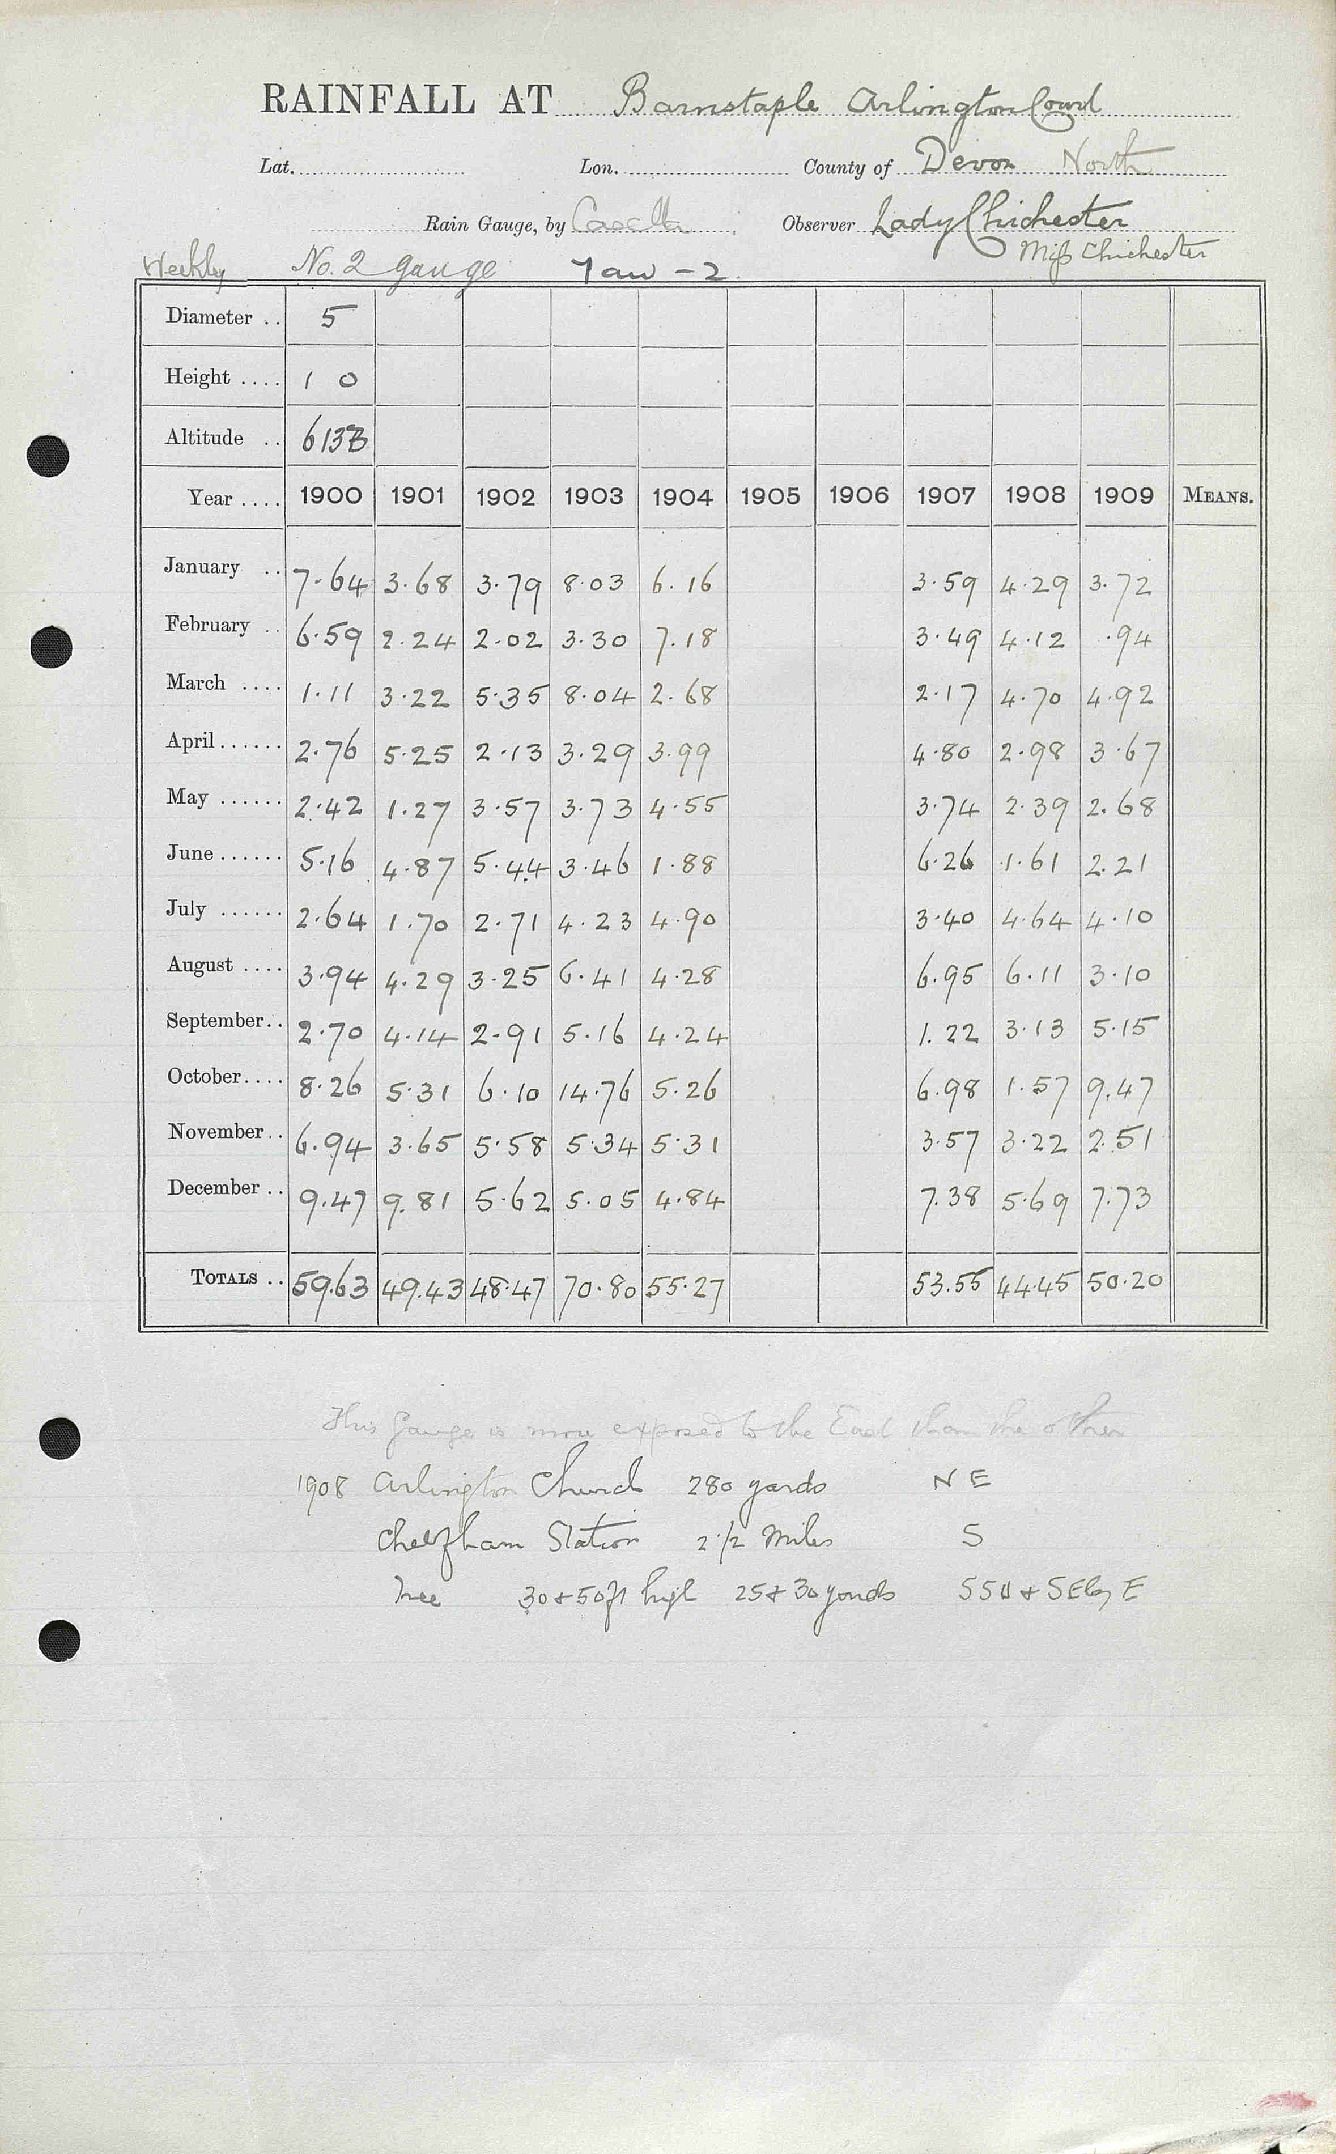 RAINFALL AT Barnstaple Arlington Court
Lat. Lon. County of Devon North
Rain Gauge, by Casella Observer Lady Chichester
Miss Chichester
Weekly No. 2 gauge Taw - 2
Diameter .. 5
Height .... 1 0
Altitude .. 613B
Year .... 1900 1901 1902 1903 1904 1905 1906 1907 1908 1909 MEANS.
January .. 7.64 3.68 3.79 8.03 6.16 3.59 4.29 3.72
February .. 6.59 2.24 2.02 3.30 7.18 3.49 4.12 .94
March .... 1.11 3.22 5.35 8.04 2.68 2.17 4.70 4.92
April ...... 2.76 5.25 2.13 3.29 3.99 4.80 2.98 3.67
May ...... 2.42 1.27 3.57 3.73 4.55 3.74 2.39 2.68
June ...... 5.16 4.87 5.44 3.46 1.88 6.26 1.61 2.21
July ...... 2.64 1.70 2.71 4.23 4.90 3.40 4.64 4.10
August .... 3.94 4.29 3.25 6.41 4.28 6.95 6.11 3.10
September.. 2.70 4.14 2.91 5.16 4.24 1.22 3.13 5.15
October.... 8.26 5.31 6.10 14.76 5.26 6.98 1.57 9.47
November.. 6.94 3.65 5.58 5.34 5.31 3.57 3.22 2.51
December .. 9.47 9.81 5.62 5.05 4.84 7.38 5.69 7.73
TOTALS .. 59.63 49.43 48.47 70.80 55.27 53.55 44.45 50.20
This Gauge is more exposed to the East than the other
1908 Arlington Church 280 yards N E
Chelfham Station 2 1/2 Miles S
Tree 30 & 50 ft high 25 & 30 yards SSW & SE by E